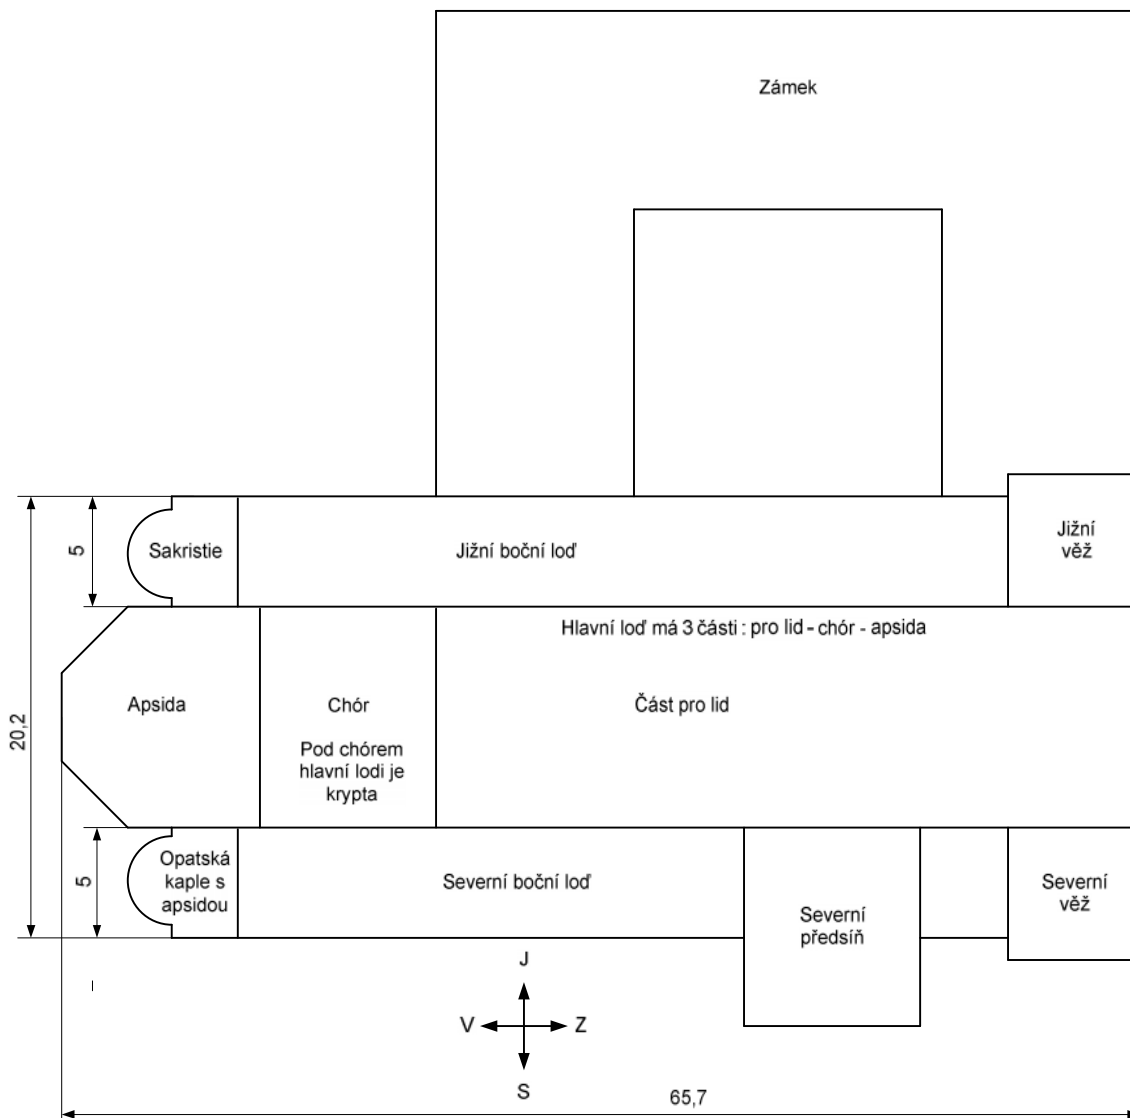 Zámek
5
Sakristie
Jižní boční loď
Jižní
věž
Hlavní loď má 3 části : pro lid – chór - apsida
20,2
Apsida
Chór
Část pro lid
Pod chórem
hlavní lodi je
krypta
5
Opatská
kaple s
apsidou
Severní boční loď
Severní
předsíň
Severní
věž
J
V
Z
S
65,7